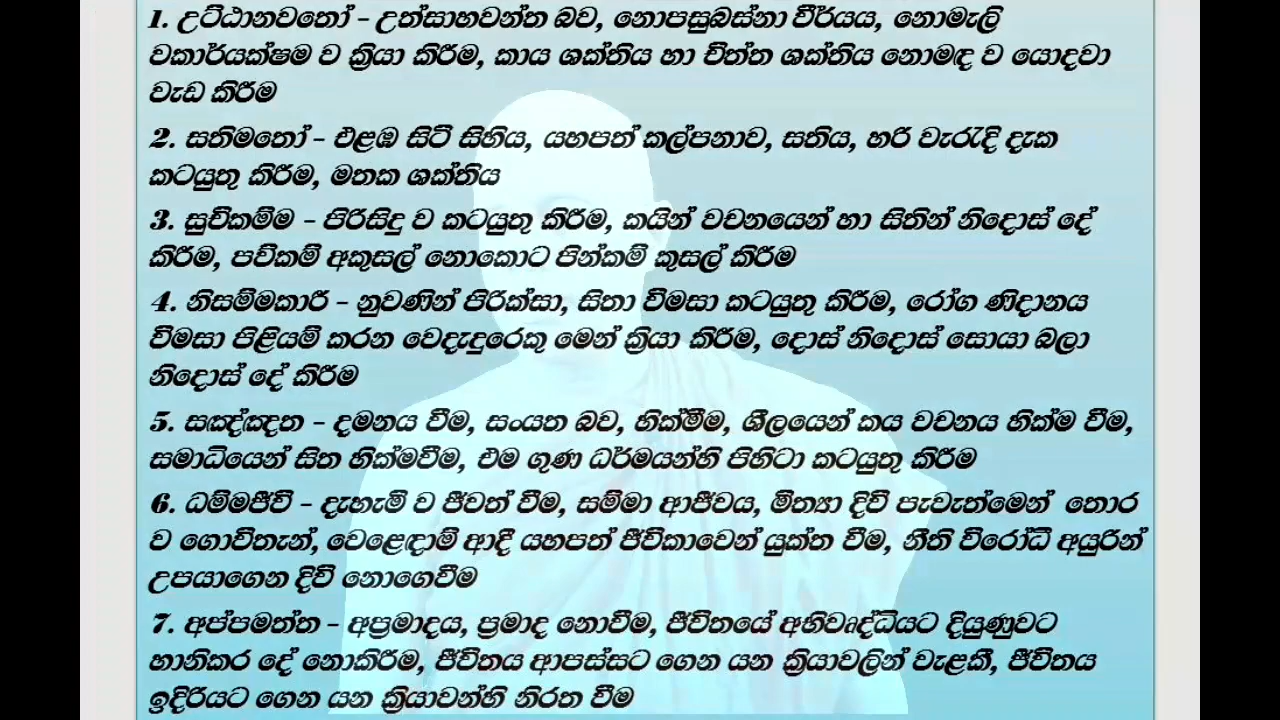 1. උට්ඨානවතෝ - උත්සාහවන්ත බව, නොපසුබස්නා වීර්යය, නොමැලි
වකාර්යක්ෂම ව ක්‍රියා කිරීම, කාය ශක්තිය හා චිත්ත ශක්තිය නොමඳ ව යොදවා
වැඩ කිරීම
2. සතිමතෝ - එළඹ සිටි සිහිය, යහපත් කල්පනාව, සතිය, හරි වැරැදි දැක
කටයුතු කිරීම, මතක ශක්තිය
3. සුචිකම්ම - පිරිසිදු ව කටයුතු කිරීම, කයින් වචනයෙන් හා සිතින් නිදොස් දේ
කිරීම, පව්කම් අකුසල් නොකොට පින්කම් කුසල් කිරීම
4. නිසම්මකාරී - නුවණින් පිරික්සා, සිතා විමසා කටයුතු කිරීම, රෝග ණිදානය
විමසා පිළියම් කරන වෙදැදුරෙකු මෙන් ක්‍රියා කිරීම, දොස් නිදොස් සොයා බලා
නිදොස් දේ කිරීම
5. සඤ්ඤත - දමනය වීම, සංයත බව, හික්මීම, ශීලයෙන් කය වචනය හික්ම වීම,
සමාධියෙන් සිත හික්මවීම, එම ගුණ ධර්මයන්හි පිහිටා කටයුතු කිරීම
6. ධම්මජීවි - දැහැමි ව ජීවත් වීම, සම්මා ආජීවය, මිත්‍යා දිවි පැවැත්මෙන් තොර
ව ගොවිතැන්, වෙළෙඳාම් ආදී යහපත් ජීවිකාවෙන් යුක්ත වීම, නීති විරෝධී අයුරින්
උපයාගෙන දිවි නොගෙවීම
7. අප්පමත්ත - අප්‍රමාදය, ප්‍රමාද නොවීම, ජීවිතයේ අභිවෘද්ධියට දියුණුවට
හානිකර දේ නොකිරීම, ජීවිතය ආපස්සට ගෙන යන ක්‍රියාවලින් වැළකී, ජීවිතය
ඉදිරියට ගෙන යන ක්‍රියාවන්හි නිරත වීම